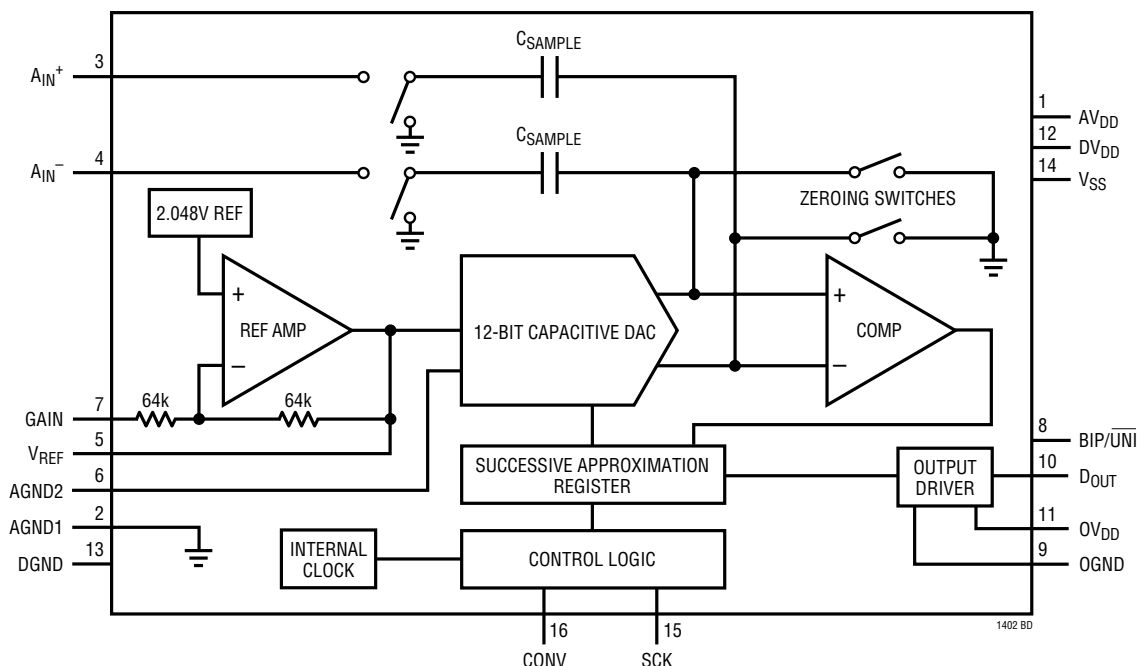 C_SAMPLE
3
A_IN^+
1
AV_DD
12
DV_DD
14
V_SS
C_SAMPLE
4
A_IN^−
ZEROING SWITCHES
2.048V REF
+
REF AMP
−
12-BIT CAPACITIVE DAC
+
COMP
−
64k
64k
7
GAIN
5
V_REF
6
AGND2
2
AGND1
13
DGND
8
BIP/U̅N̅I̅
10
D_OUT
11
OV_DD
9
OGND
SUCCESSIVE APPROXIMATION
REGISTER
OUTPUT
DRIVER
INTERNAL
CLOCK
CONTROL LOGIC
16
CONV
15
SCK
1402 BD